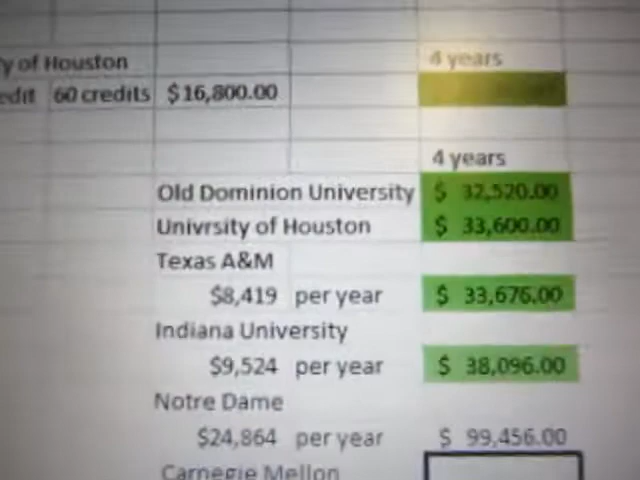 y of Houston 4 years
edit 60 credits $16,800.00
4 years
Old Dominion University $ 32,520.00
Univrsity of Houston $ 33,600.00
Texas A&M
$8,419 per year $ 33,676.00
Indiana University
$9,524 per year $ 38,096.00
Notre Dame
$24,864 per year $ 99,456.00
Carnegie Mellon